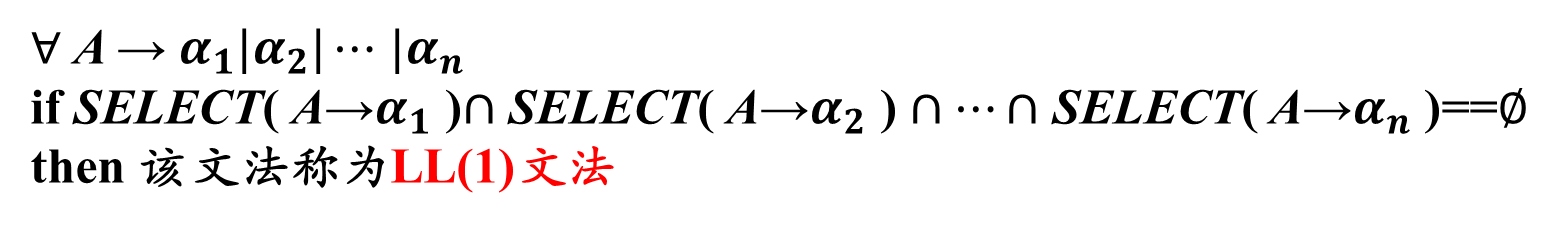 ∀ A → α₁|α₂| ⋯ |αₙ
if SELECT( A→α₁ )∩ SELECT( A→α₂ ) ∩ ⋯ ∩ SELECT( A→αₙ )==∅
then 该文法称为LL(1)文法